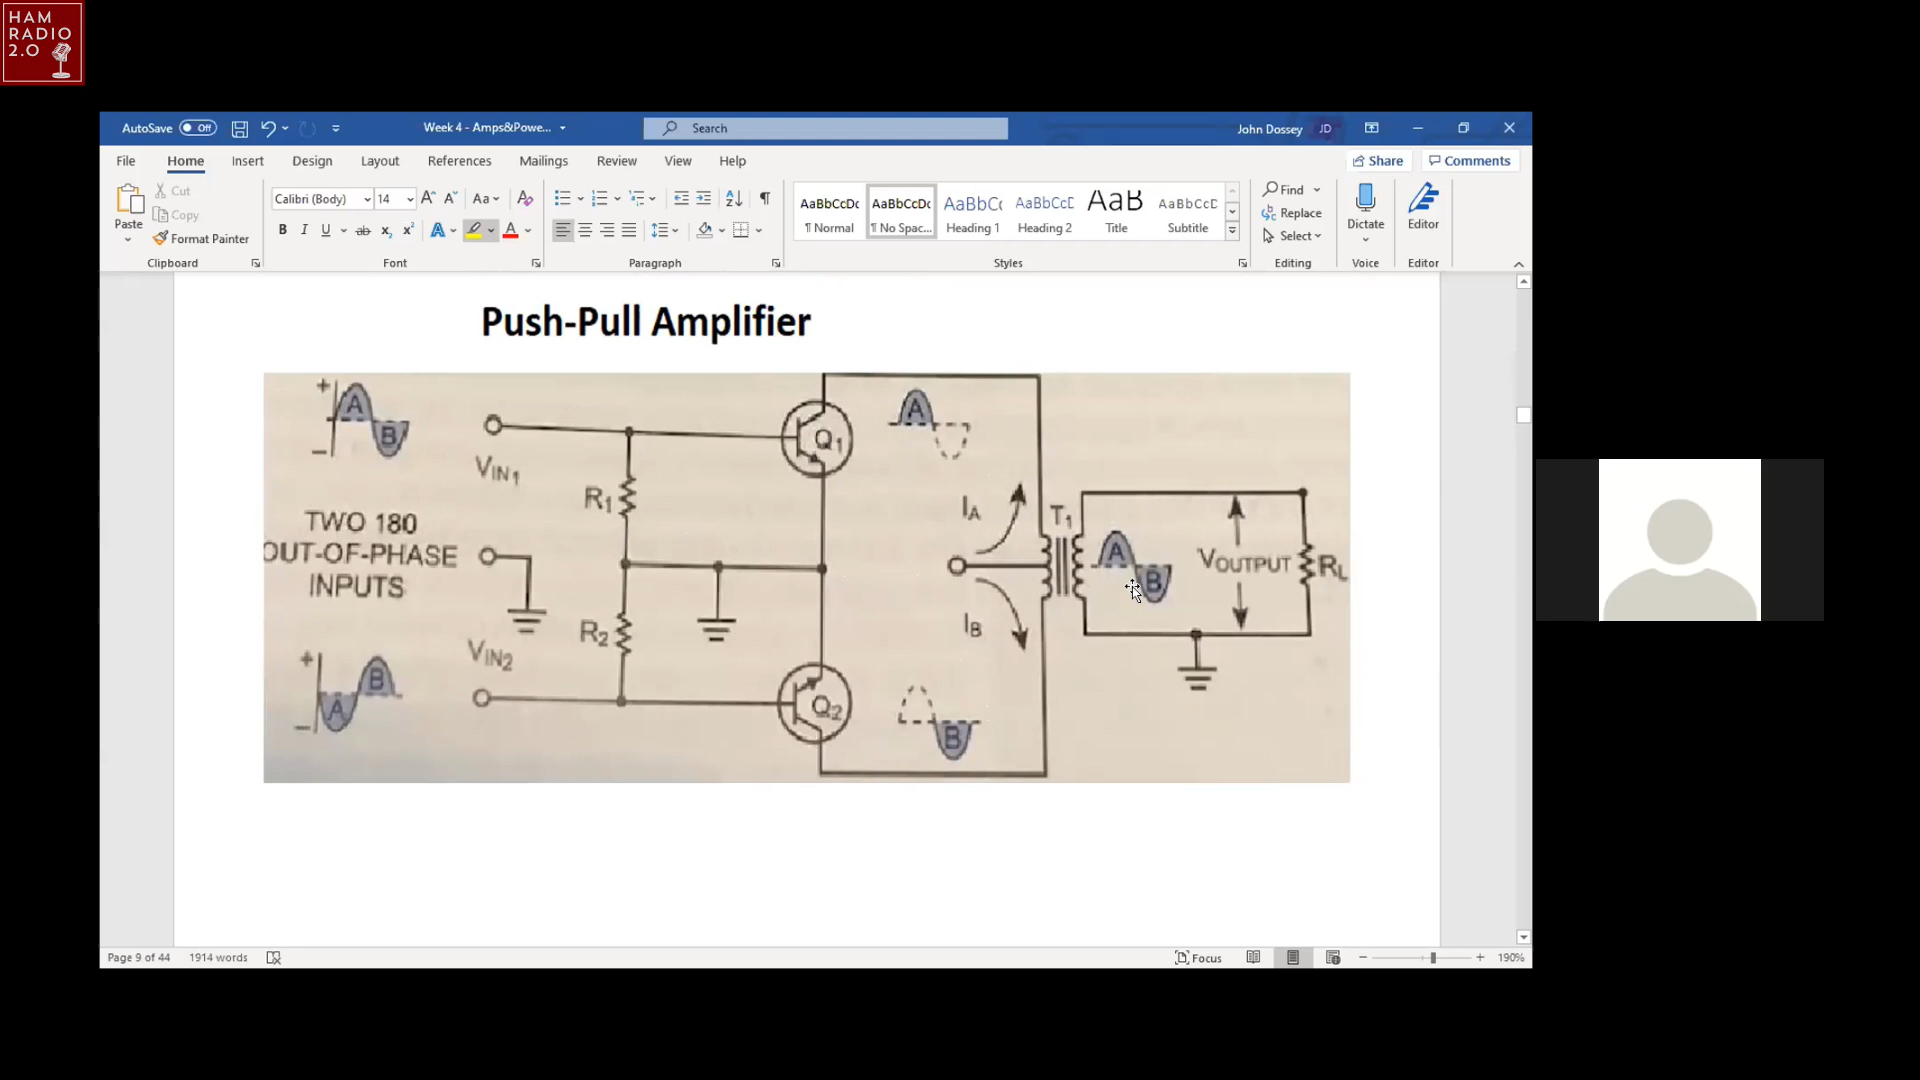 HAM
RADIO
2.0
AutoSave Off
Week 4 - Amps&Powe...
Search
John Dossey JD
File Home Insert Design Layout References Mailings Review View Help
Share Comments
Paste
Cut
Copy
Format Painter
Clipboard
Calibri (Body) 14
Font
Paragraph
AaBbCcDc AaBbCcDc AaBbCc AaBbCcD AaB AaBbCcD
¶ Normal ¶ No Spac... Heading 1 Heading 2 Title Subtitle
Styles
Find
Replace
Select
Editing
Dictate
Voice
Editor
Editor
Push-Pull Amplifier
+ A B −
VIN1
R1
Q1
A
TWO 180
OUT-OF-PHASE
INPUTS
IA
T1
A B
VOUTPUT
RL
IB
R2
VIN2
+ A B −
Q2
B
Page 9 of 44 1914 words
Focus
190%